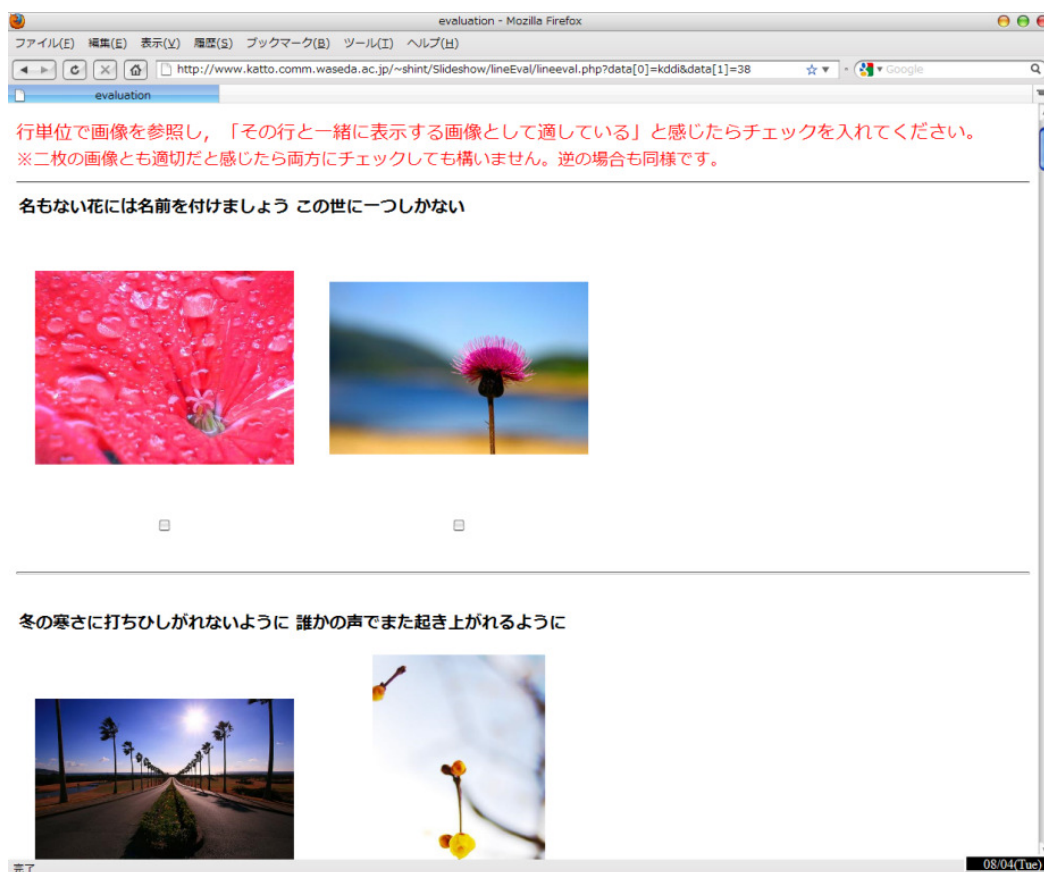 evaluation - Mozilla Firefox
ファイル(F) 編集(E) 表示(V) 履歴(S) ブックマーク(B) ツール(T) ヘルプ(H)
http://www.katto.comm.waseda.ac.jp/~shint/Slideshow/lineEval/lineeval.php?data[0]=kddi&data[1]=38
Google
evaluation
行単位で画像を参照し，「その行と一緒に表示する画像として適している」と感じたらチェックを入れてください。
※二枚の画像とも適切だと感じたら両方にチェックしても構いません。逆の場合も同様です。
名もない花には名前を付けましょう この世に一つしかない
冬の寒さに打ちひしがれないように 誰かの声でまた起き上がれるように
完了
08/04(Tue)